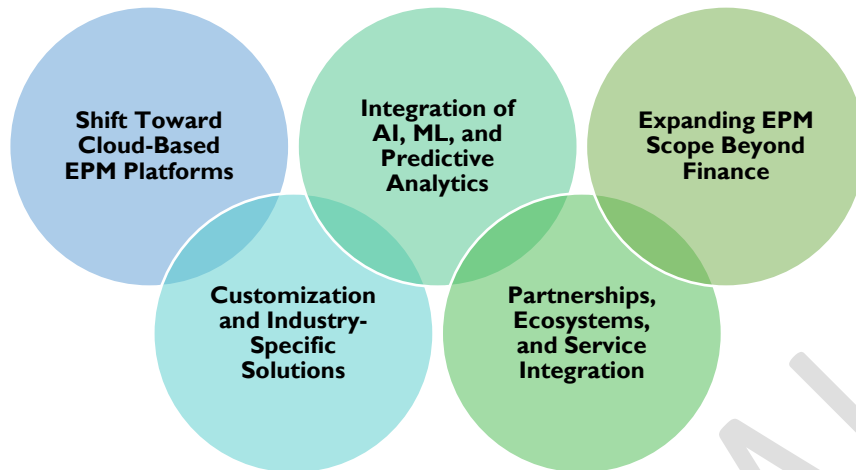 Shift Toward
Cloud-Based
EPM Platforms
Integration of
AI, ML, and
Predictive
Analytics
Expanding EPM
Scope Beyond
Finance
Customization
and Industry-
Specific
Solutions
Partnerships,
Ecosystems,
and Service
Integration